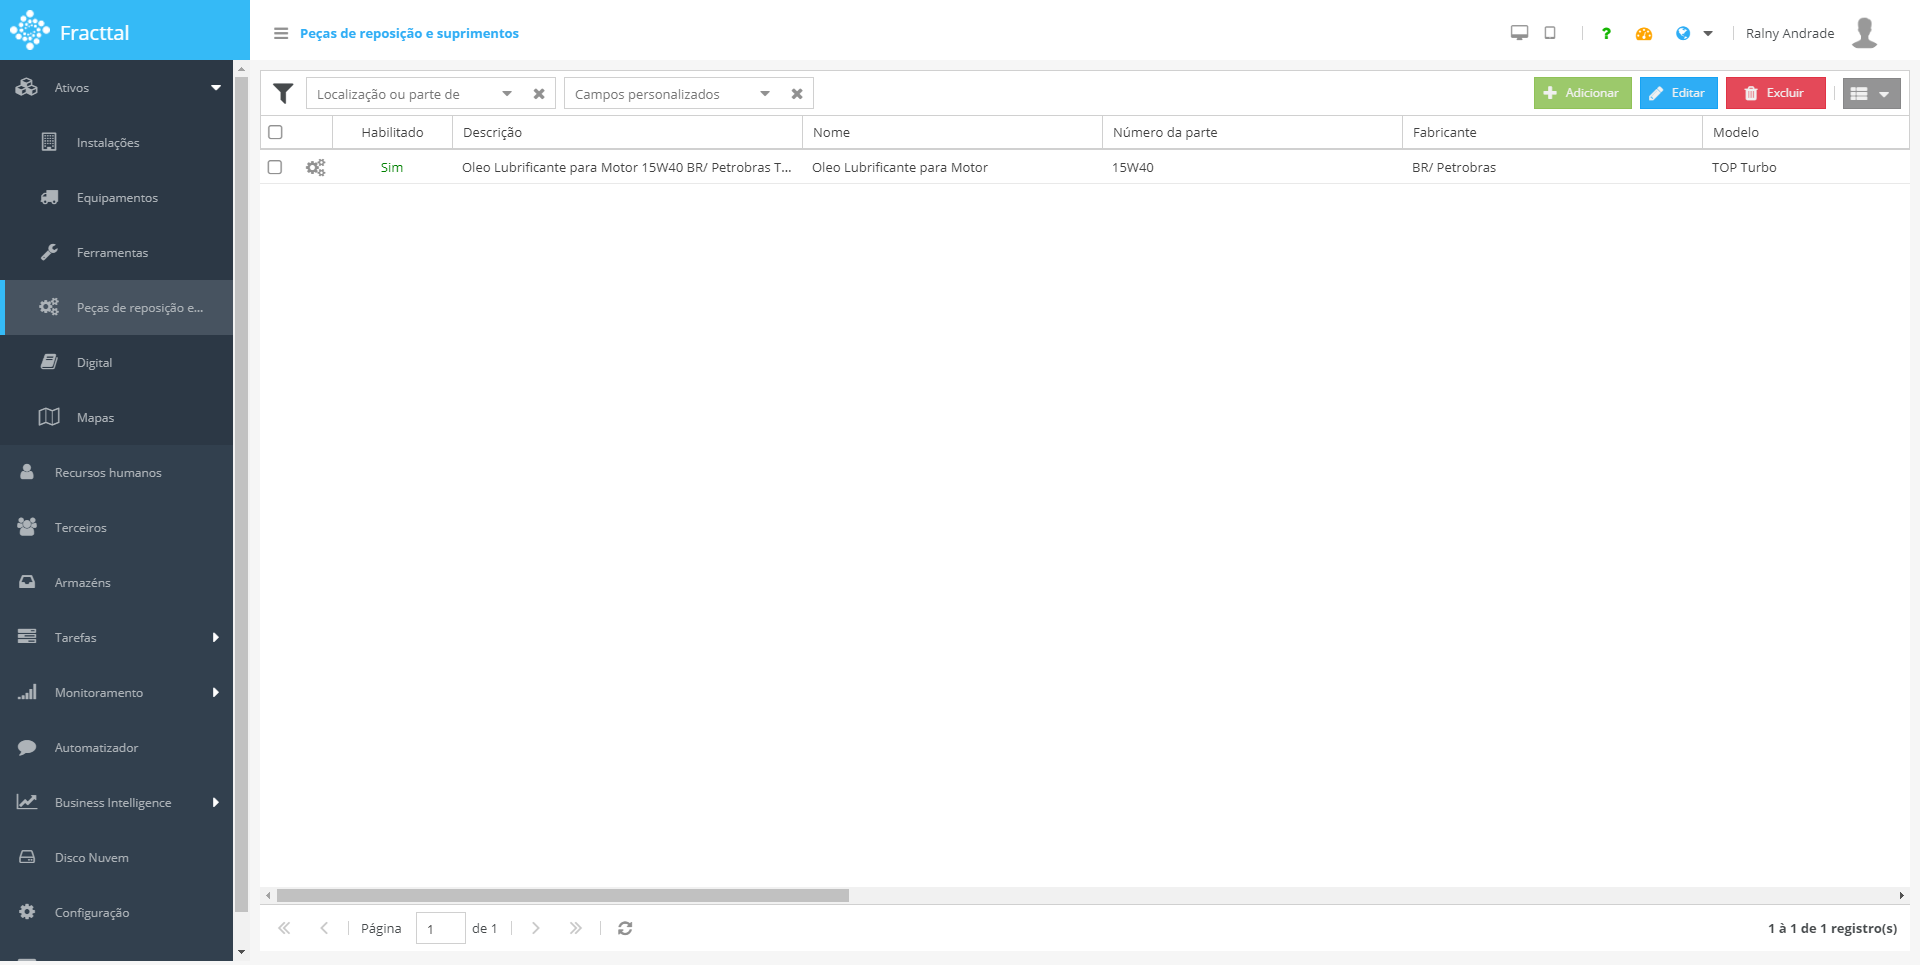 Fracttal
Peças de reposição e suprimentos
?
Ralny Andrade
Ativos
Instalações
Equipamentos
Ferramentas
Peças de reposição e...
Digital
Mapas
Recursos humanos
Terceiros
Armazéns
Tarefas
Monitoramento
Automatizador
Business Intelligence
Disco Nuvem
Configuração
Localização ou parte de
Campos personalizados
Adicionar
Editar
Excluir
Habilitado Descrição Nome Número da parte Fabricante Modelo
Sim Oleo Lubrificante para Motor 15W40 BR/ Petrobras T... Oleo Lubrificante para Motor 15W40 BR/ Petrobras TOP Turbo
Página 1 de 1
1 à 1 de 1 registro(s)